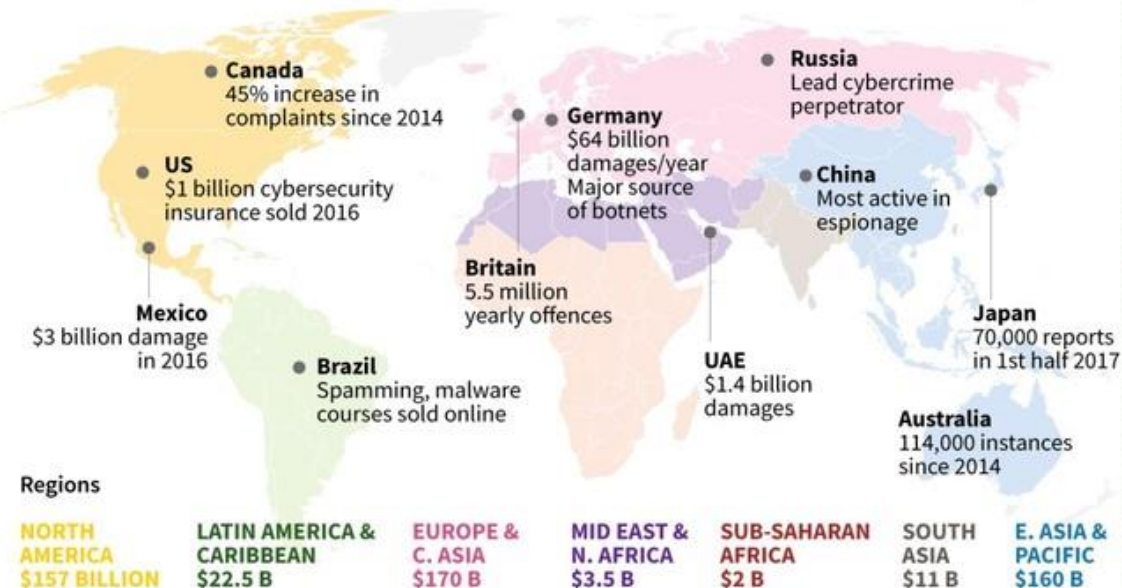 Canada
45% increase in
complaints since 2014
Russia
Lead cybercrime
perpetrator
Germany
$64 billion
damages/year
Major source
of botnets
US
$1 billion cybersecurity
insurance sold 2016
China
Most active in
espionage
Britain
5.5 million
yearly offences
Mexico
$3 billion damage
in 2016
Japan
70,000 reports
in 1st half 2017
Brazil
Spamming, malware
courses sold online
UAE
$1.4 billion
damages
Australia
114,000 instances
since 2014
Regions
NORTH
AMERICA
$157 BILLION
LATIN AMERICA &
CARIBBEAN
$22.5 B
EUROPE &
C. ASIA
$170 B
MID EAST &
N. AFRICA
$3.5 B
SUB-SAHARAN
AFRICA
$2 B
SOUTH
ASIA
$11 B
E. ASIA &
PACIFIC
$160 B